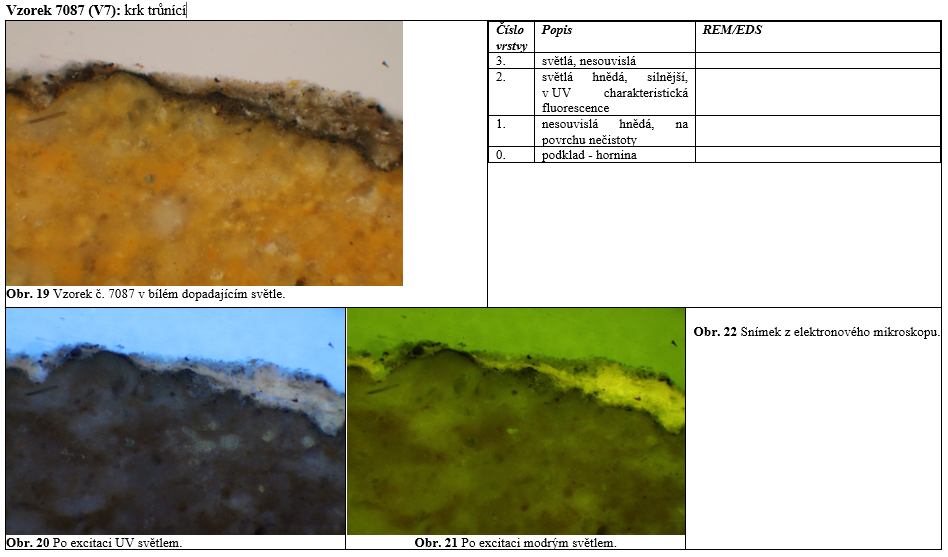 Vzorek 7087 (V7): krk trůnící
Číslo vrstvy Popis REM/EDS
3. světlá, nesouvislá
2. světlá hnědá, silnější,
v UV charakteristická
fluorescence
1. nesouvislá hnědá, na
povrchu nečistoty
0. podklad - hornina
Obr. 19 Vzorek č. 7087 v bílém dopadajícím světle.
Obr. 22 Snímek z elektronového mikroskopu.
Obr. 20 Po excitaci UV světlem.
Obr. 21 Po excitaci modrým světlem.